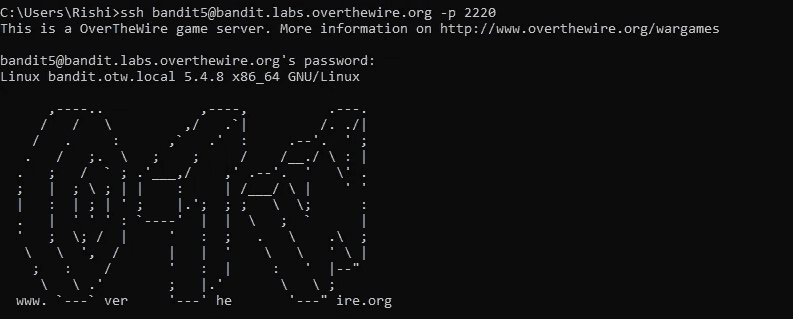 C:\Users\Rishi>ssh bandit5@bandit.labs.overthewire.org -p 2220
This is a OverTheWire game server. More information on http://www.overthewire.org/wargames
bandit5@bandit.labs.overthewire.org's password:
Linux bandit.otw.local 5.4.8 x86_64 GNU/Linux
www. ver he ire.org